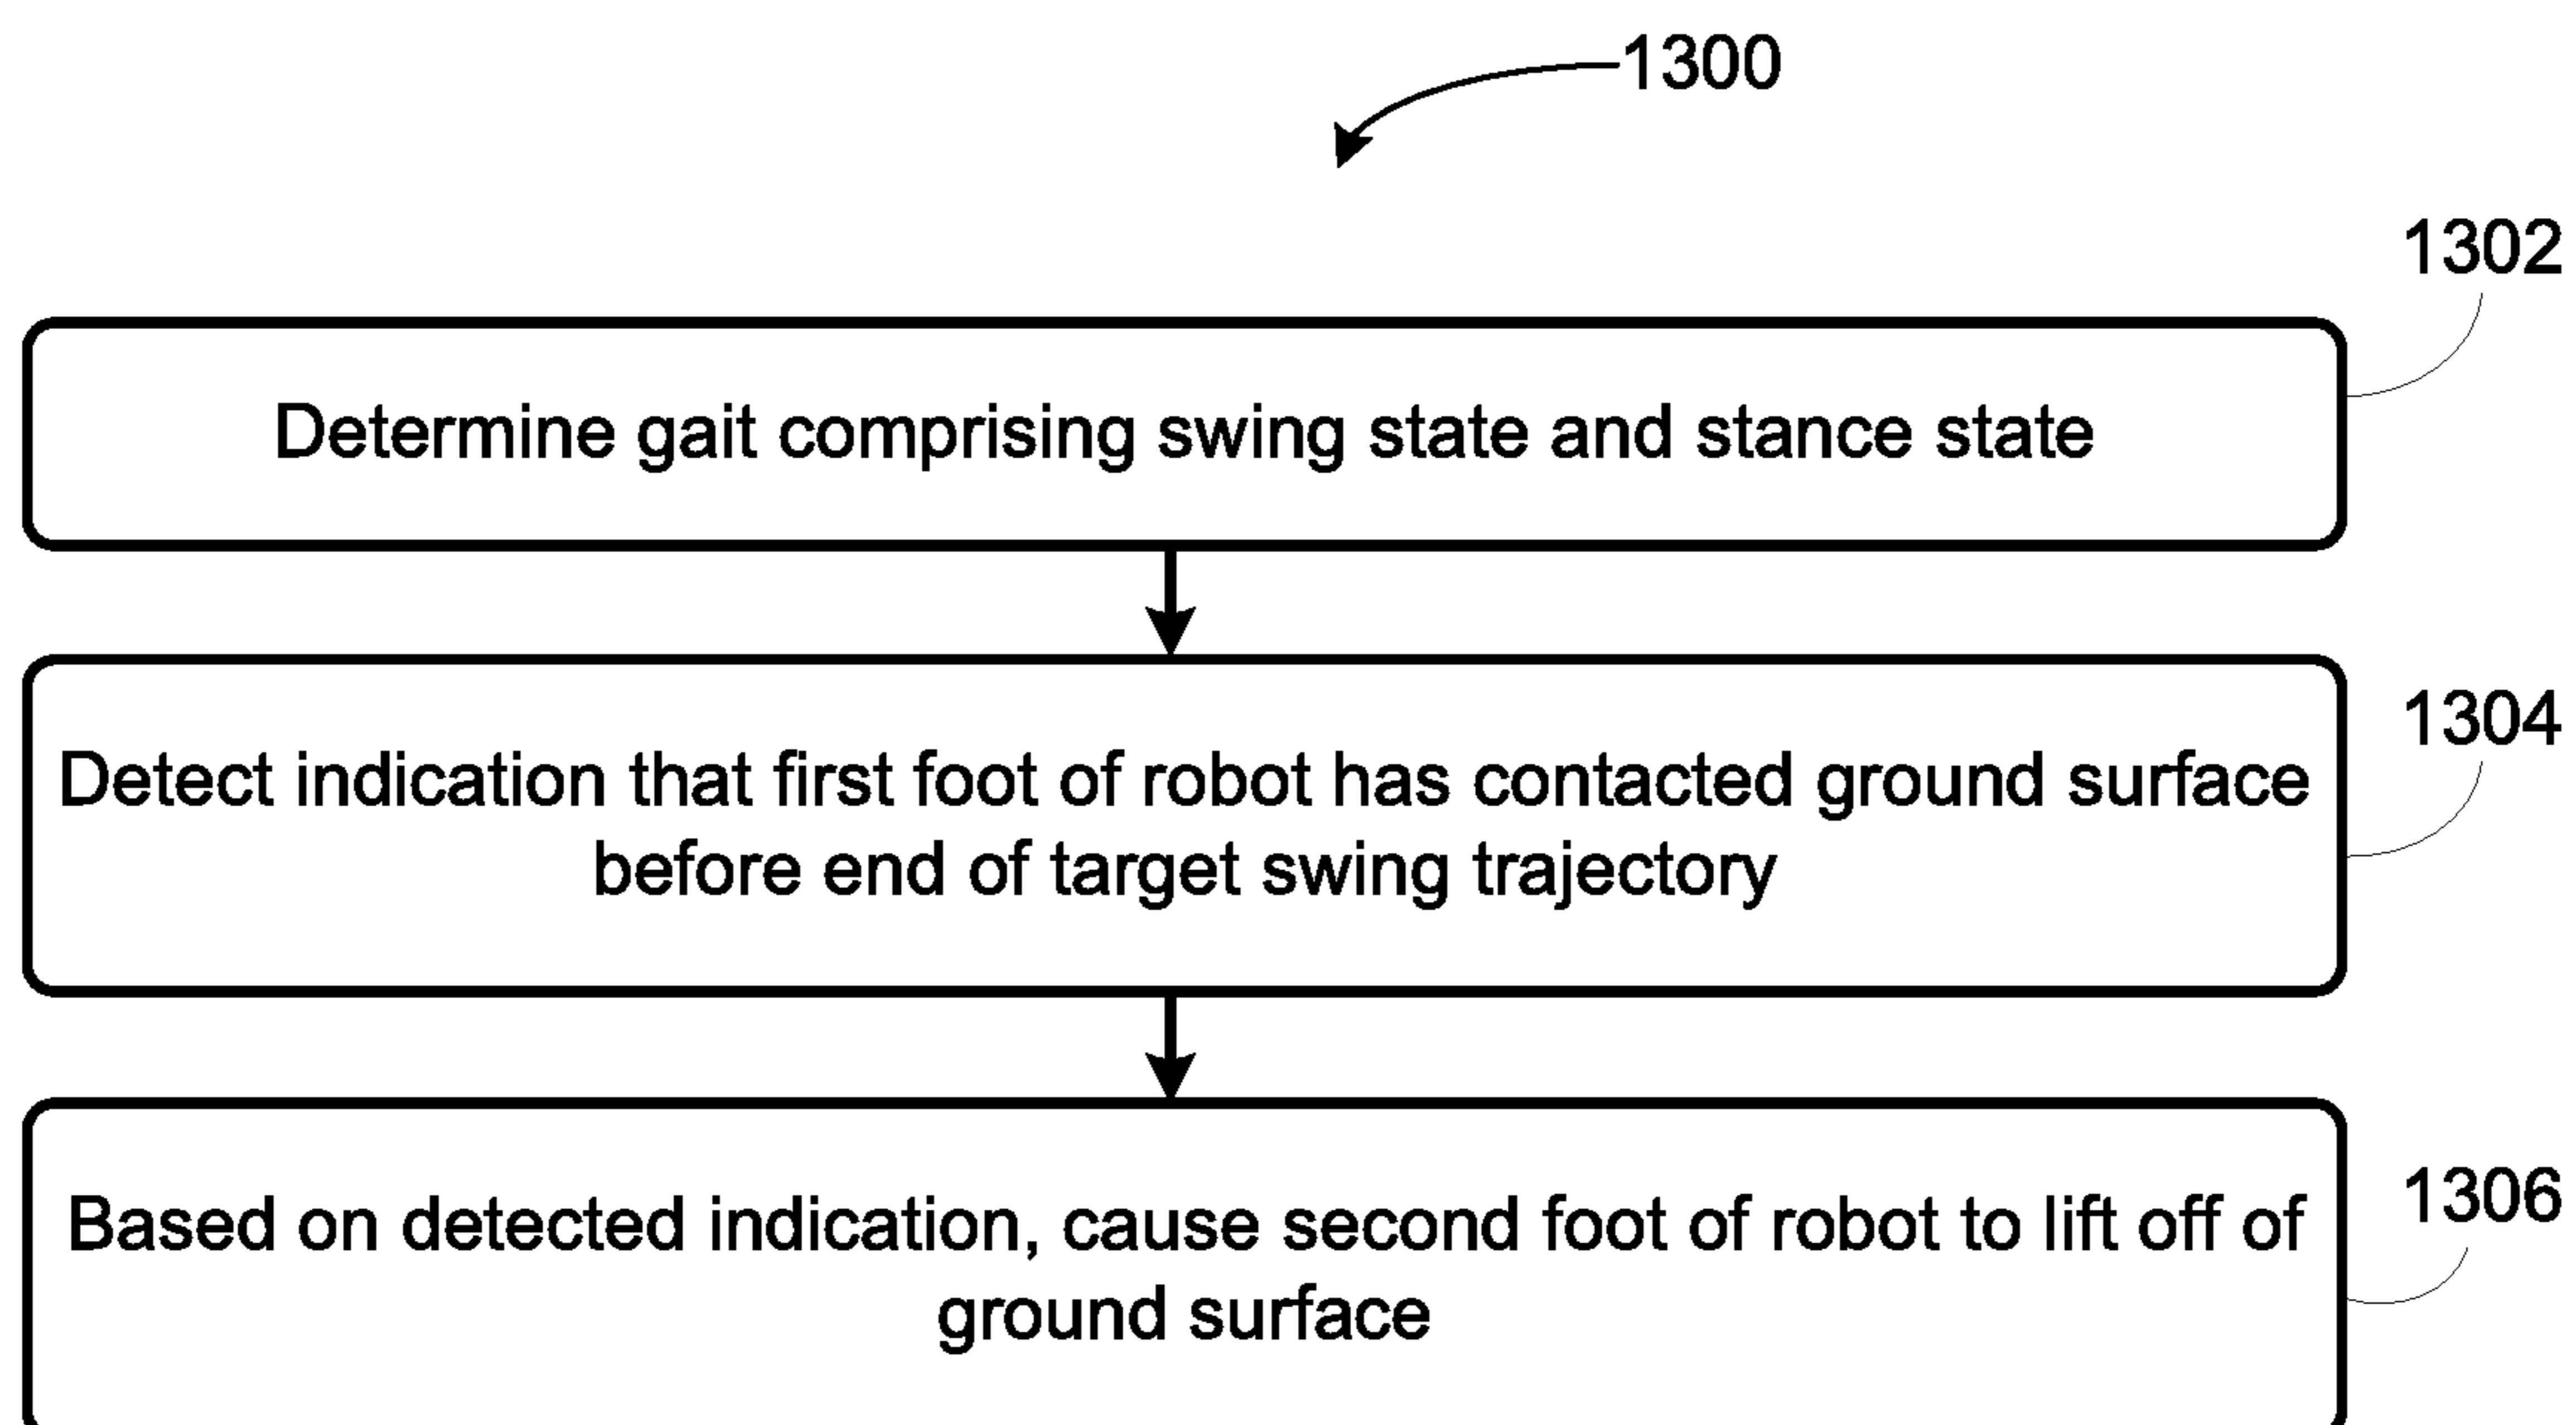 1300
1302
Determine gait comprising swing state and stance state
1304
Detect indication that first foot of robot has contacted ground surface
before end of target swing trajectory
1306
Based on detected indication, cause second foot of robot to lift off of
ground surface